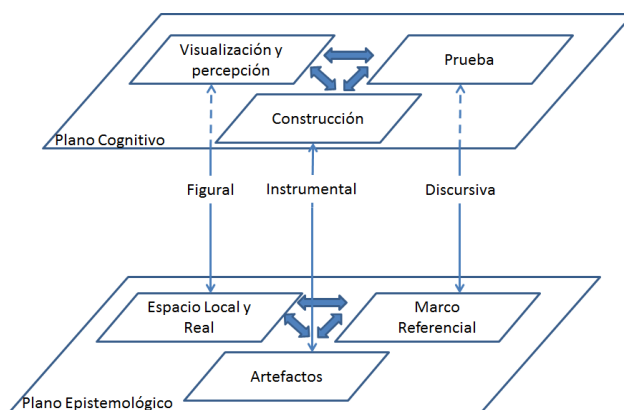 Visualización y
percepción
Prueba
Construcción
Plano Cognitivo
Figural
Instrumental
Discursiva
Espacio Local y
Real
Marco
Referencial
Artefactos
Plano Epistemológico